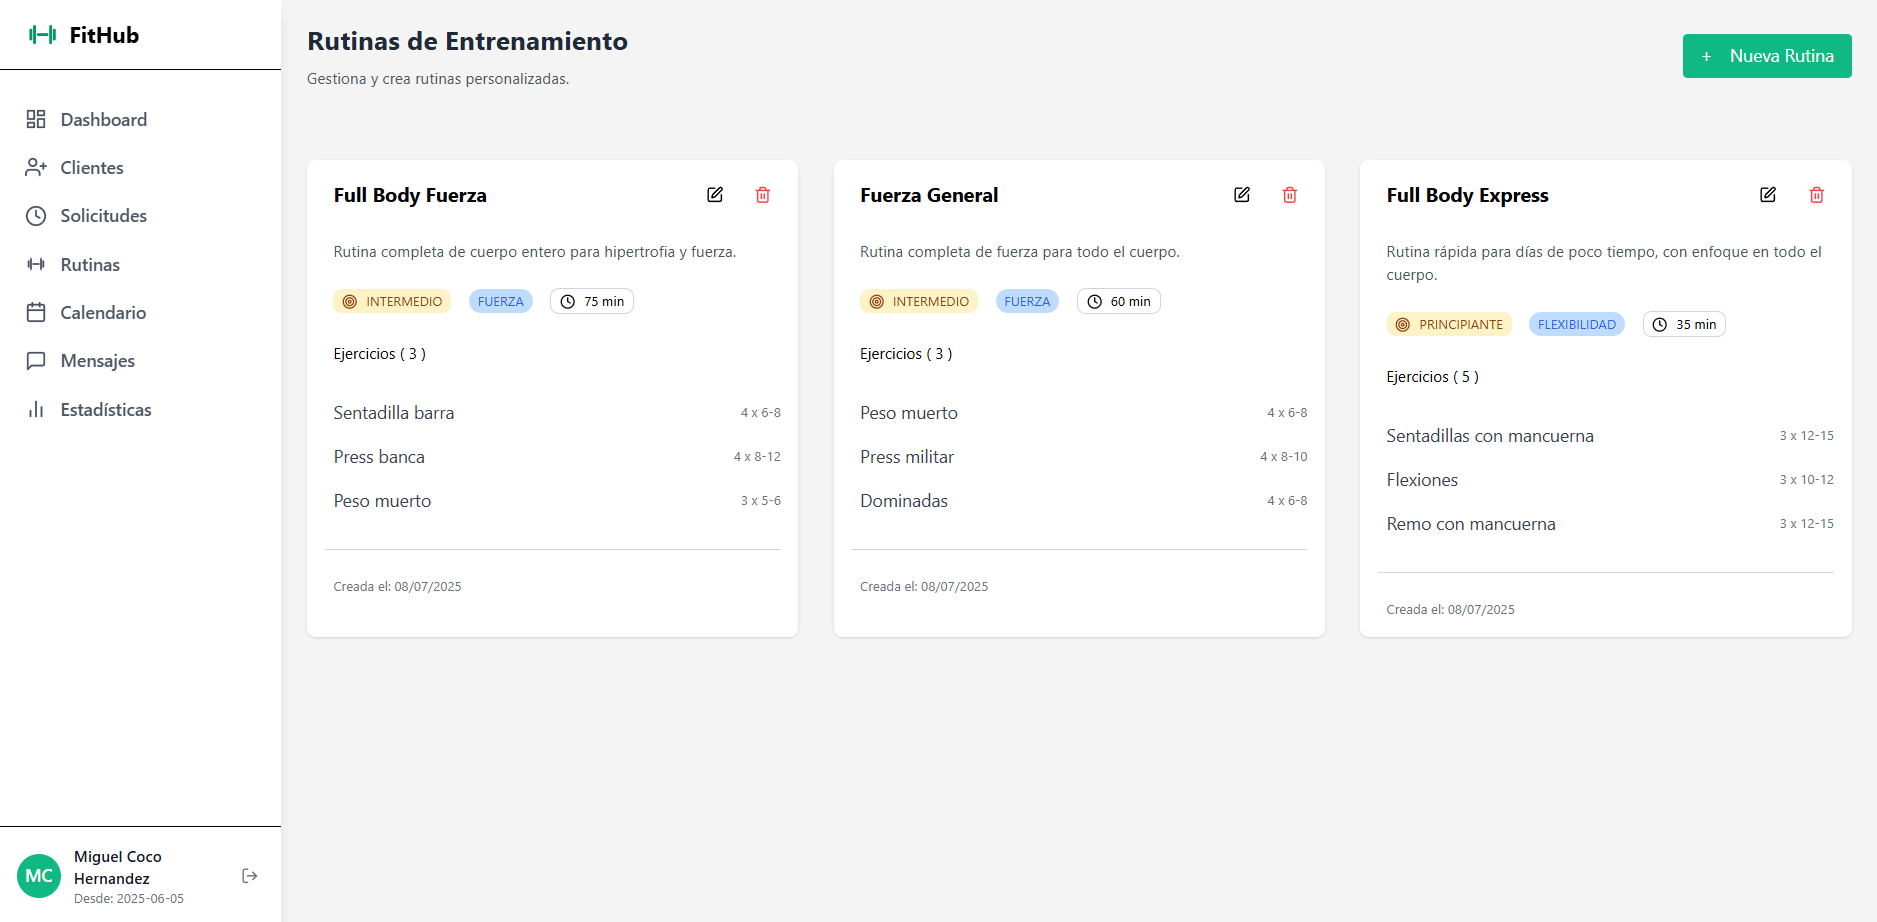 FitHub
Dashboard
Clientes
Solicitudes
Rutinas
Calendario
Mensajes
Estadísticas
MC
Miguel Coco
Hernandez
Desde: 2025-06-05
Rutinas de Entrenamiento
Gestiona y crea rutinas personalizadas.
+ Nueva Rutina
Full Body Fuerza
Rutina completa de cuerpo entero para hipertrofia y fuerza.
INTERMEDIO FUERZA 75 min
Ejercicios ( 3 )
Sentadilla barra 4 x 6-8
Press banca 4 x 8-12
Peso muerto 3 x 5-6
Creada el: 08/07/2025
Fuerza General
Rutina completa de fuerza para todo el cuerpo.
INTERMEDIO FUERZA 60 min
Ejercicios ( 3 )
Peso muerto 4 x 6-8
Press militar 4 x 8-10
Dominadas 4 x 6-8
Creada el: 08/07/2025
Full Body Express
Rutina rápida para días de poco tiempo, con enfoque en todo el
cuerpo.
PRINCIPIANTE FLEXIBILIDAD 35 min
Ejercicios ( 5 )
Sentadillas con mancuerna 3 x 12-15
Flexiones 3 x 10-12
Remo con mancuerna 3 x 12-15
Creada el: 08/07/2025